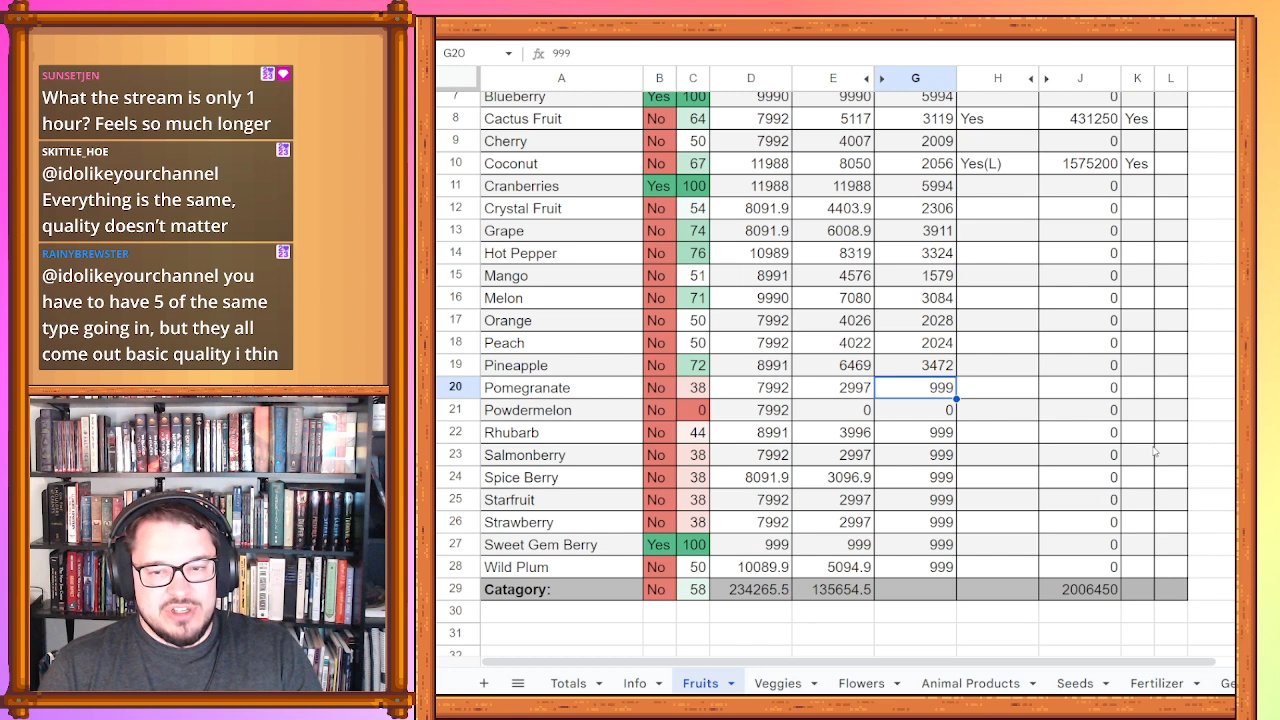 SUNSETJEN
What the stream is only 1
hour? Feels so much longer
SKITTLE_HOE
@idolikeyourchannel
Everything is the same,
quality doesn't matter
RAINYBREWSTER
@idolikeyourchannel you
have to have 5 of the same
type going in, but they all
come out basic quality i thin
G20 fx 999
A B C D E G H J K L
7 Blueberry Yes 100 9990 9990 5994 0
8 Cactus Fruit No 64 7992 5117 3119 Yes 431250 Yes
9 Cherry No 50 7992 4007 2009 0
10 Coconut No 67 11988 8050 2056 Yes(L) 1575200 Yes
11 Cranberries Yes 100 11988 11988 5994 0
12 Crystal Fruit No 54 8091.9 4403.9 2306 0
13 Grape No 74 8091.9 6008.9 3911 0
14 Hot Pepper No 76 10989 8319 3324 0
15 Mango No 51 8991 4576 1579 0
16 Melon No 71 9990 7080 3084 0
17 Orange No 50 7992 4026 2028 0
18 Peach No 50 7992 4022 2024 0
19 Pineapple No 72 8991 6469 3472 0
20 Pomegranate No 38 7992 2997 999 0
21 Powdermelon No 0 7992 0 0 0
22 Rhubarb No 44 8991 3996 999 0
23 Salmonberry No 38 7992 2997 999 0
24 Spice Berry No 38 8091.9 3096.9 999 0
25 Starfruit No 38 7992 2997 999 0
26 Strawberry No 38 7992 2997 999 0
27 Sweet Gem Berry Yes 100 999 999 999 0
28 Wild Plum No 50 10089.9 5094.9 999 0
29 Catagory: No 58 234265.5 135654.5 2006450
30
31
32
+ Totals Info Fruits Veggies Flowers Animal Products Seeds Fertilizer Ge